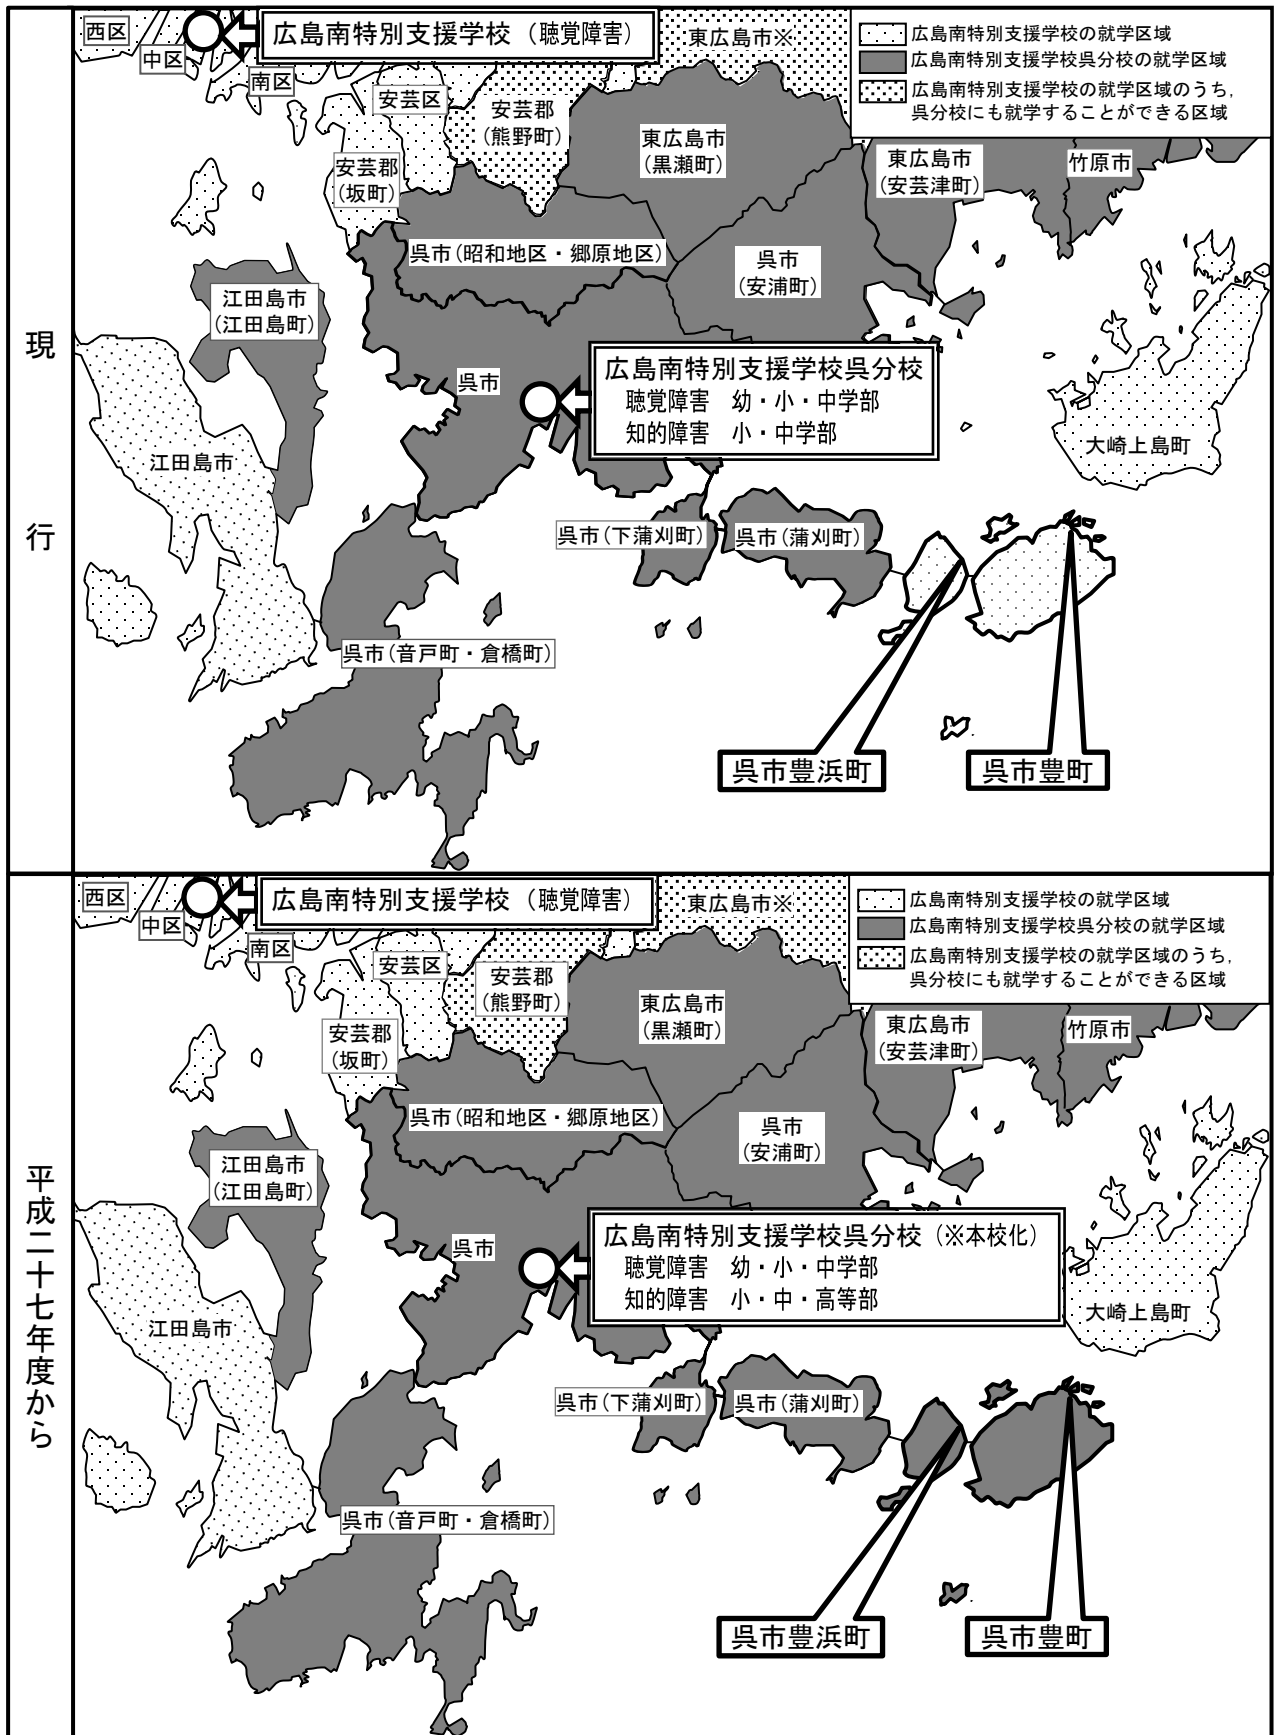 現行
西区
中区
南区
広島南特別支援学校（聴覚障害）
東広島市※
広島南特別支援学校の就学区域
広島南特別支援学校呉分校の就学区域
広島南特別支援学校の就学区域のうち，
呉分校にも就学することができる区域
安芸区
安芸郡
（熊野町）
安芸郡
（坂町）
東広島市
（黒瀬町）
東広島市
（安芸津町）
竹原市
呉市（昭和地区・郷原地区）
呉市
（安浦町）
江田島市
（江田島町）
呉市
広島南特別支援学校呉分校
聴覚障害　幼・小・中学部
知的障害　小・中学部
大崎上島町
江田島市
呉市（下蒲刈町）
呉市（蒲刈町）
呉市（音戸町・倉橋町）
呉市豊浜町
呉市豊町
平成二十七年度から
西区
中区
南区
広島南特別支援学校（聴覚障害）
東広島市※
広島南特別支援学校の就学区域
広島南特別支援学校呉分校の就学区域
広島南特別支援学校の就学区域のうち，
呉分校にも就学することができる区域
安芸区
安芸郡
（熊野町）
安芸郡
（坂町）
東広島市
（黒瀬町）
東広島市
（安芸津町）
竹原市
呉市（昭和地区・郷原地区）
呉市
（安浦町）
江田島市
（江田島町）
呉市
広島南特別支援学校呉分校（※本校化）
聴覚障害　幼・小・中学部
知的障害　小・中・高等部
大崎上島町
江田島市
呉市（下蒲刈町）
呉市（蒲刈町）
呉市（音戸町・倉橋町）
呉市豊浜町
呉市豊町